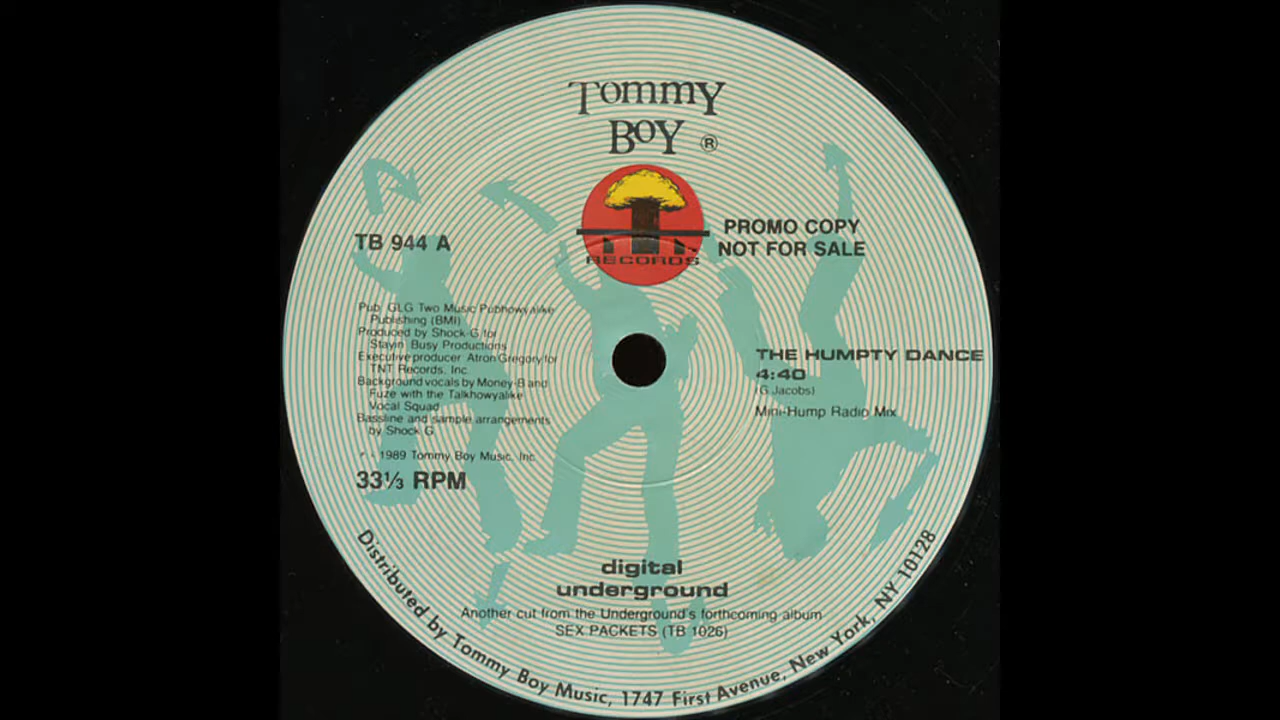 TOMMY
BOY ®
TNT
RECORDS
PROMO COPY
NOT FOR SALE
TB 944 A
Pub GLG Two Music Pubhowyalike
Publishing (BMI)
Produced by Shock-G for
Stayin Busy Productions
Executive producer Atron Gregory for
TNT Records, Inc.
Background vocals by Money-B and
Fuze with the Talkhowyalike
Vocal Squad
Bassline and sample arrangements
by Shock G
1989 Tommy Boy Music, Inc.
33⅓ RPM
THE HUMPTY DANCE
4:40
(G. Jacobs)
Mini-Hump Radio Mix
digital
underground
Another cut from the Underground's forthcoming album
SEX PACKETS (TB 1026)
Distributed by Tommy Boy Music, 1747 First Avenue, New York, NY 10128